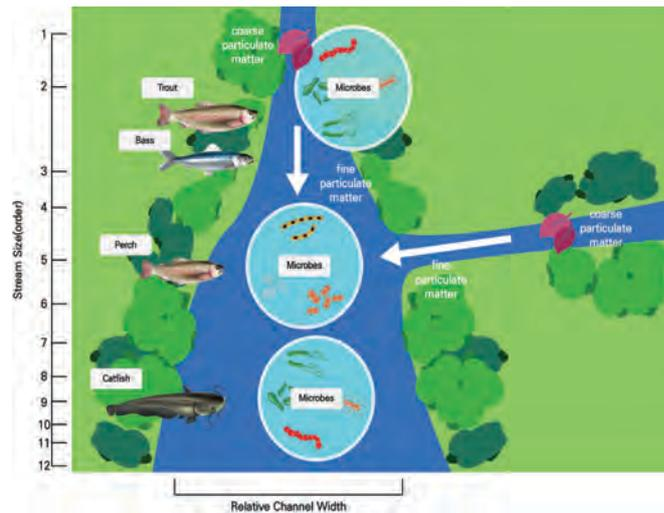 1
coarse
particulate
matter
2
Trout
Microbes
Bass
3
fine
particulate
matter
4
coarse
particulate
matter
Stream Size(order)
Perch
5
Microbes
fine
particulate
matter
6
7
Catfish
8
9
Microbes
10
11
12
Relative Channel Width